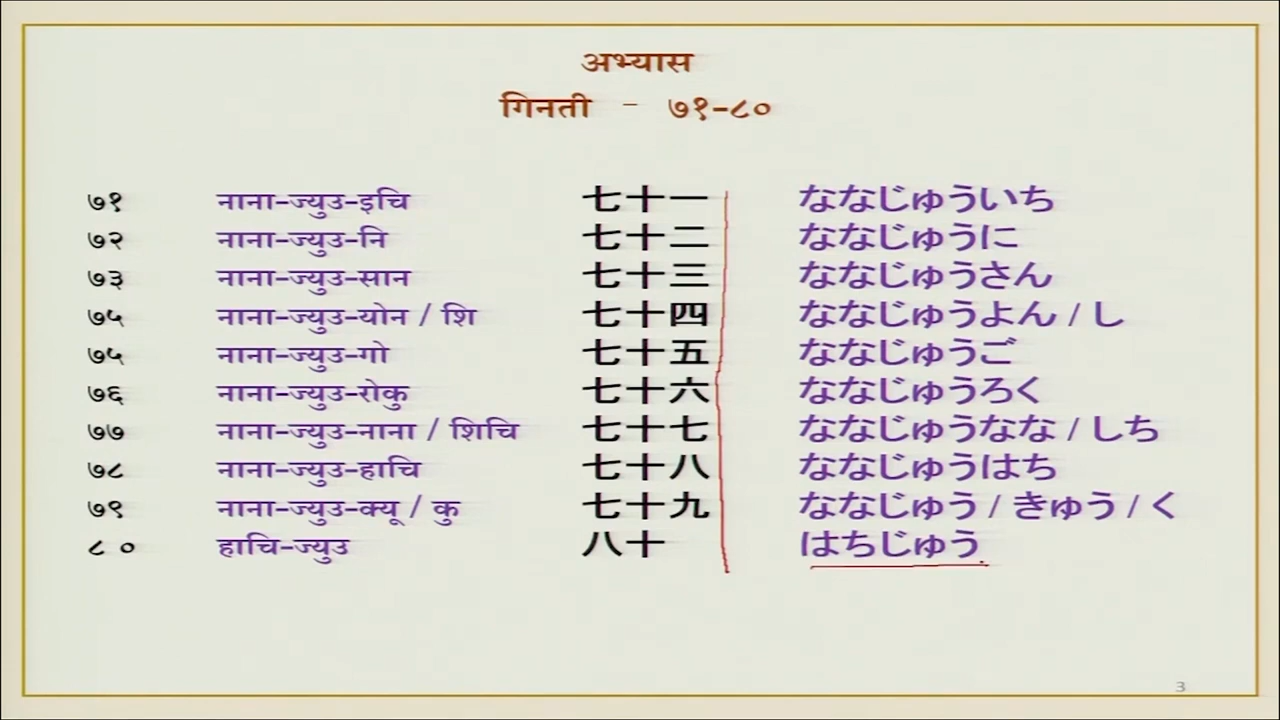 अभ्यास
गिनती - ७१-८०
७१ नाना-ज्युउ-इचि 七十一 ななじゅういち
७२ नाना-ज्युउ-नि 七十二 ななじゅうに
७३ नाना-ज्युउ-सान 七十三 ななじゅうさん
७५ नाना-ज्युउ-योन / शि 七十四 ななじゅうよん / し
७५ नाना-ज्युउ-गो 七十五 ななじゅうご
७६ नाना-ज्युउ-रोकु 七十六 ななじゅうろく
७७ नाना-ज्युउ-नाना / शिचि 七十七 ななじゅうなな / しち
७८ नाना-ज्युउ-हाचि 七十八 ななじゅうはち
७९ नाना-ज्युउ-क्यू / कु 七十九 ななじゅう / きゅう / く
८ ० हाचि-ज्युउ 八十 はちじゅう
3